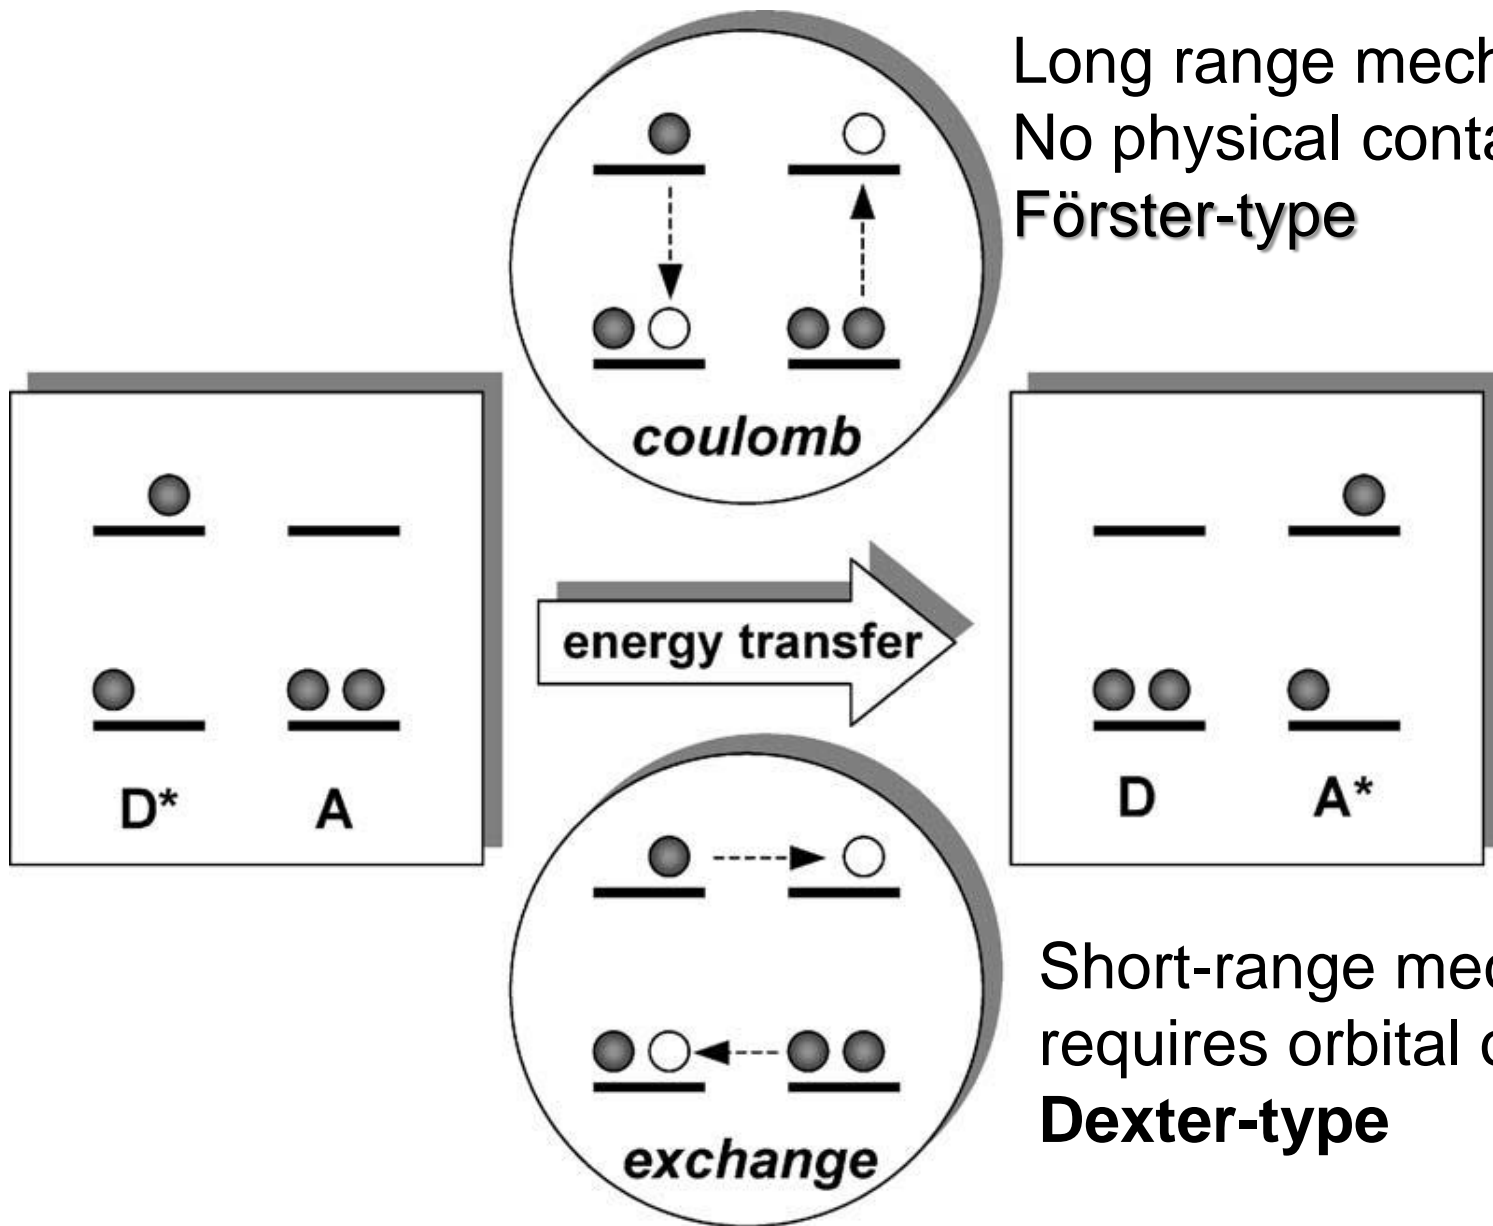 Long range mech
No physical conta
Förster-type
coulomb
energy transfer
D* A
D A*
Short-range mec
requires orbital
Dexter-type
exchange